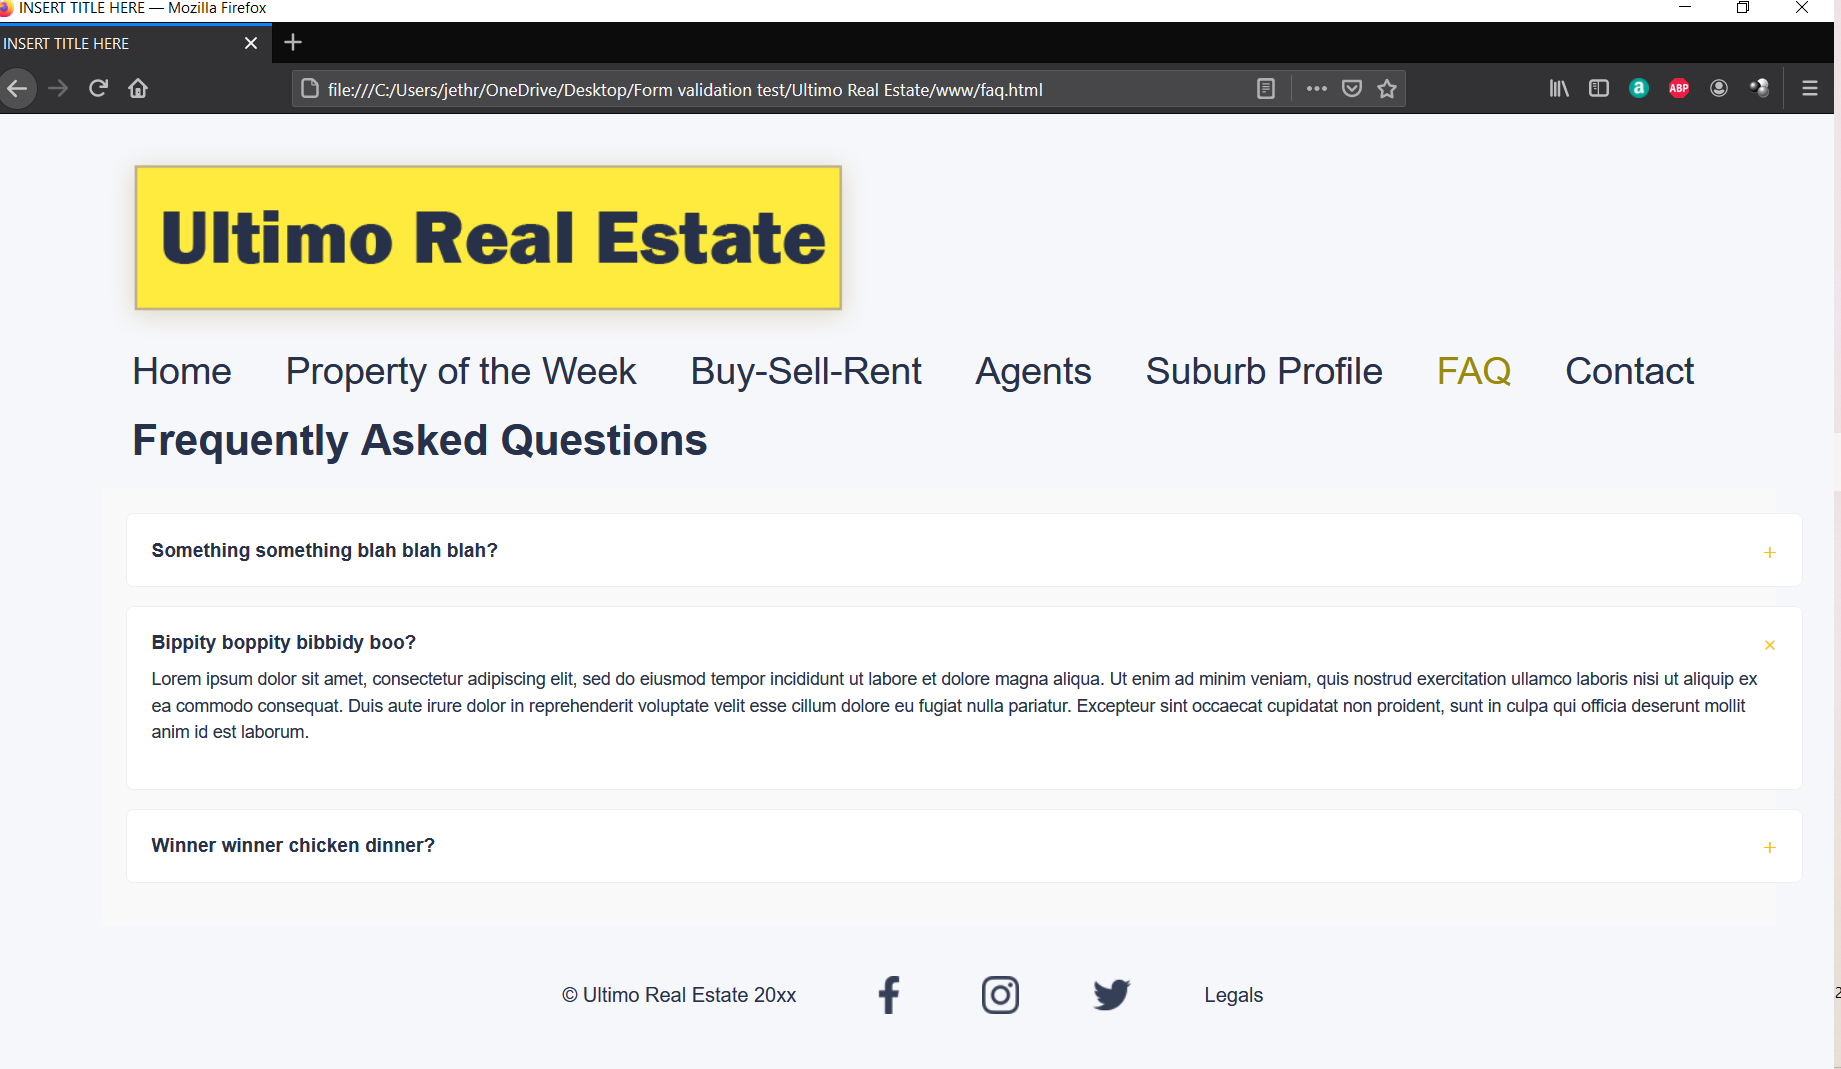 INSERT TITLE HERE — Mozilla Firefox
INSERT TITLE HERE
file:///C:/Users/jethr/OneDrive/Desktop/Form validation test/Ultimo Real Estate/www/faq.html
a
ABP
Ultimo Real Estate
Home Property of the Week Buy-Sell-Rent Agents Suburb Profile FAQ Contact
Frequently Asked Questions
Something something blah blah blah? +
Bippity boppity bibbidy boo? ×
Lorem ipsum dolor sit amet, consectetur adipiscing elit, sed do eiusmod tempor incididunt ut labore et dolore magna aliqua. Ut enim ad minim veniam, quis nostrud exercitation ullamco laboris nisi ut aliquip ex
ea commodo consequat. Duis aute irure dolor in reprehenderit voluptate velit esse cillum dolore eu fugiat nulla pariatur. Excepteur sint occaecat cupidatat non proident, sunt in culpa qui officia deserunt mollit
anim id est laborum.
Winner winner chicken dinner? +
© Ultimo Real Estate 20xx Legals